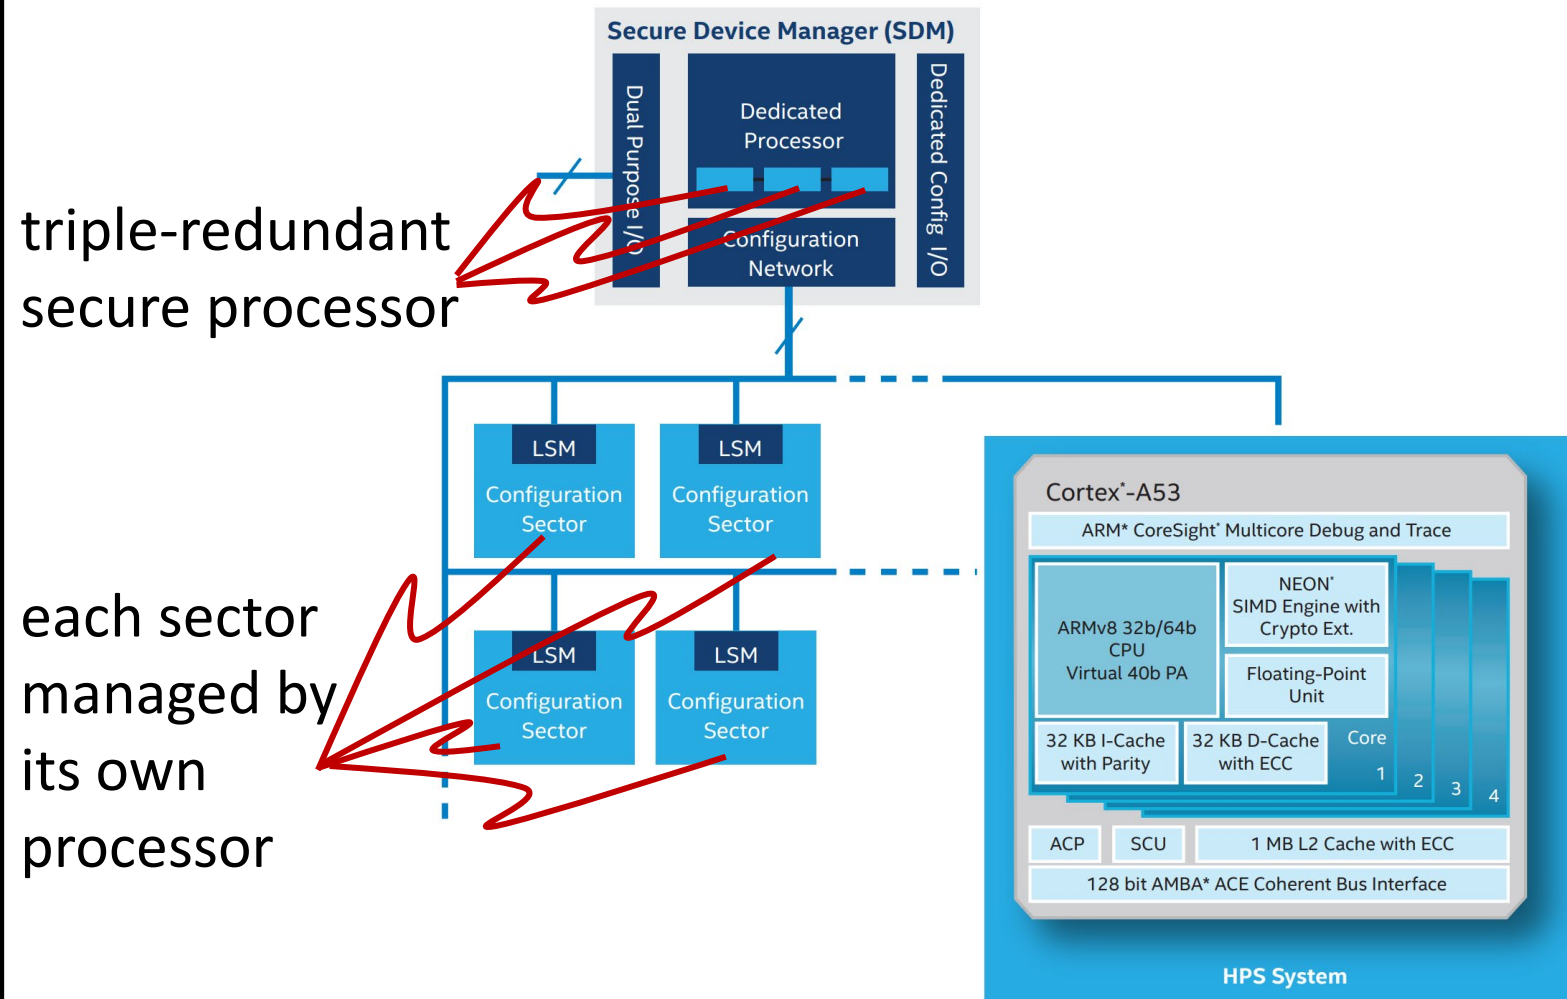 Secure Device Manager (SDM)
Dual Purpose I/O
Dedicated
Processor
Configuration
Network
Dedicated Config I/O
triple-redundant
secure processor
LSM
Configuration
Sector
LSM
Configuration
Sector
LSM
Configuration
Sector
LSM
Configuration
Sector
each sector
managed by
its own
processor
Cortex*-A53
ARM* CoreSight* Multicore Debug and Trace
ARMv8 32b/64b
CPU
Virtual 40b PA
NEON*
SIMD Engine with
Crypto Ext.
Floating-Point
Unit
32 KB I-Cache
with Parity
32 KB D-Cache
with ECC
Core
1
2
3
4
ACP
SCU
1 MB L2 Cache with ECC
128 bit AMBA* ACE Coherent Bus Interface
HPS System